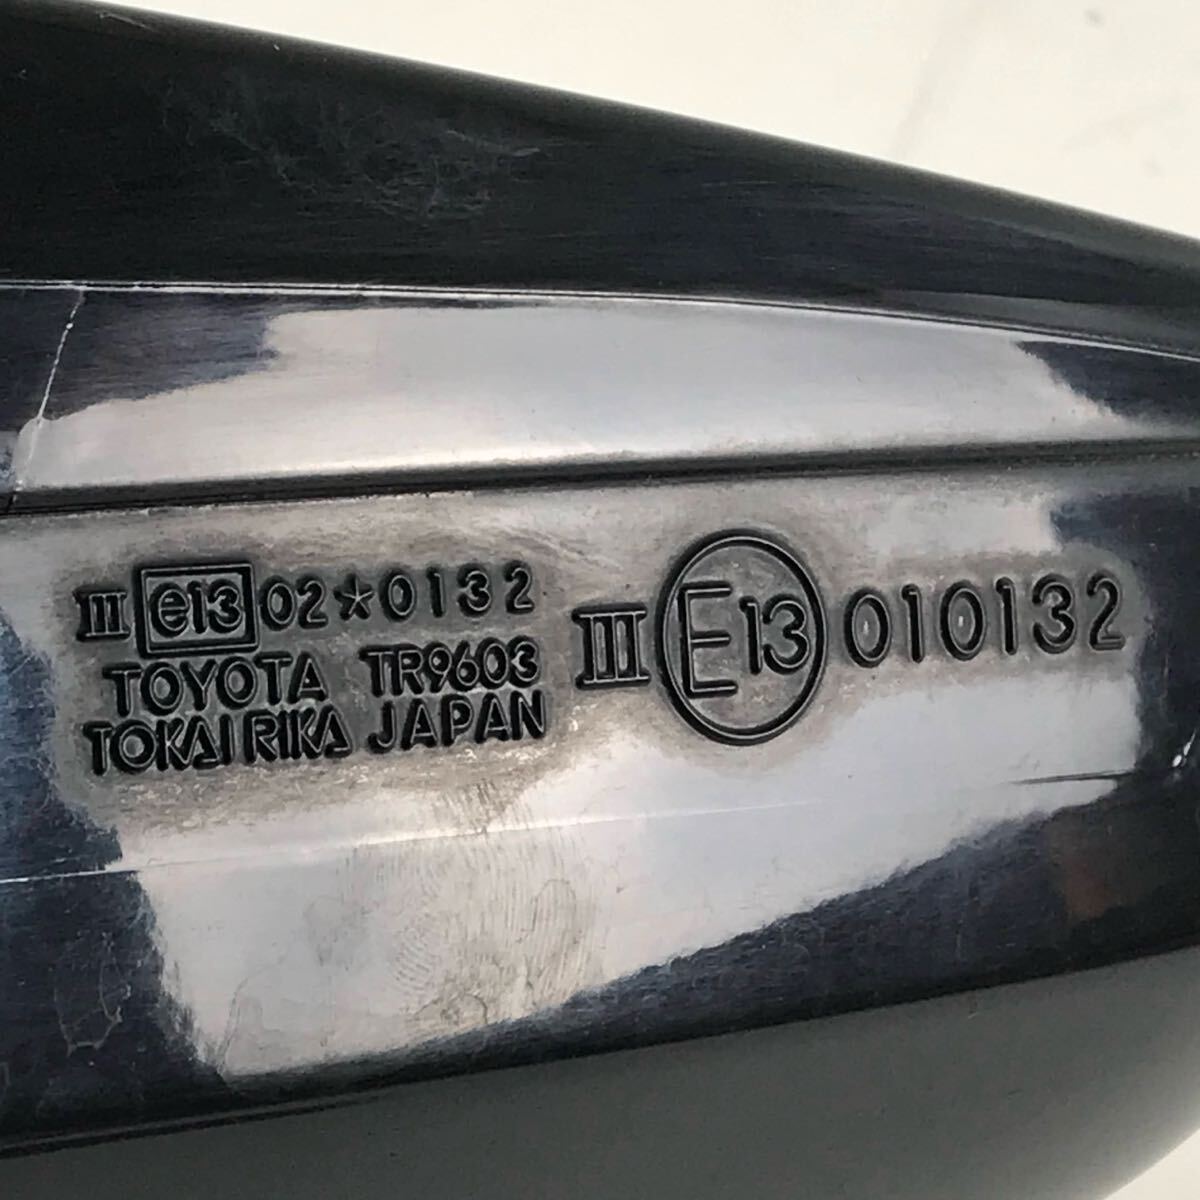 III e13 02*0132
TOYOTA TR9603
TOKAI RIKA JAPAN
III E13 010132